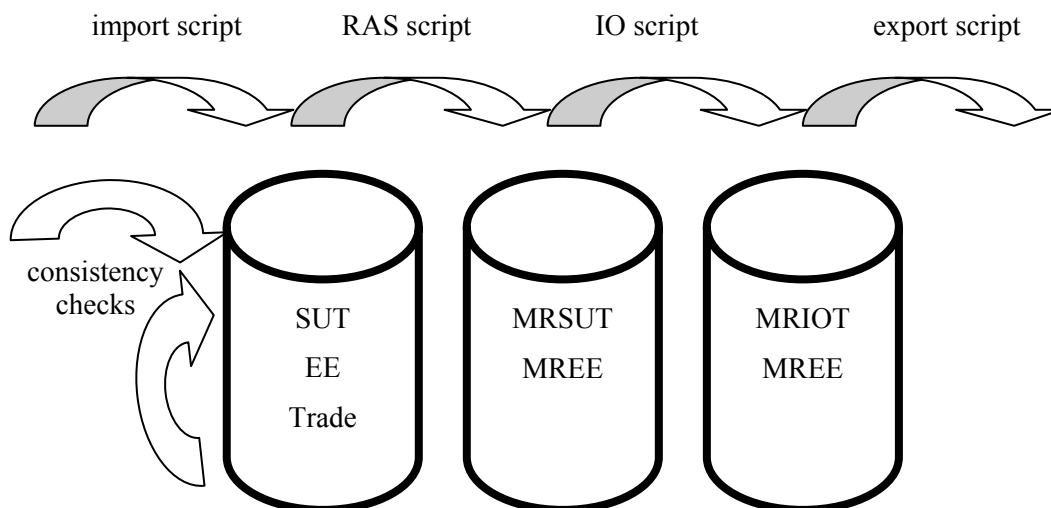 import script
RAS script
IO script
export script
consistency
checks
SUT
EE
Trade
MRSUT
MREE
MRIOT
MREE